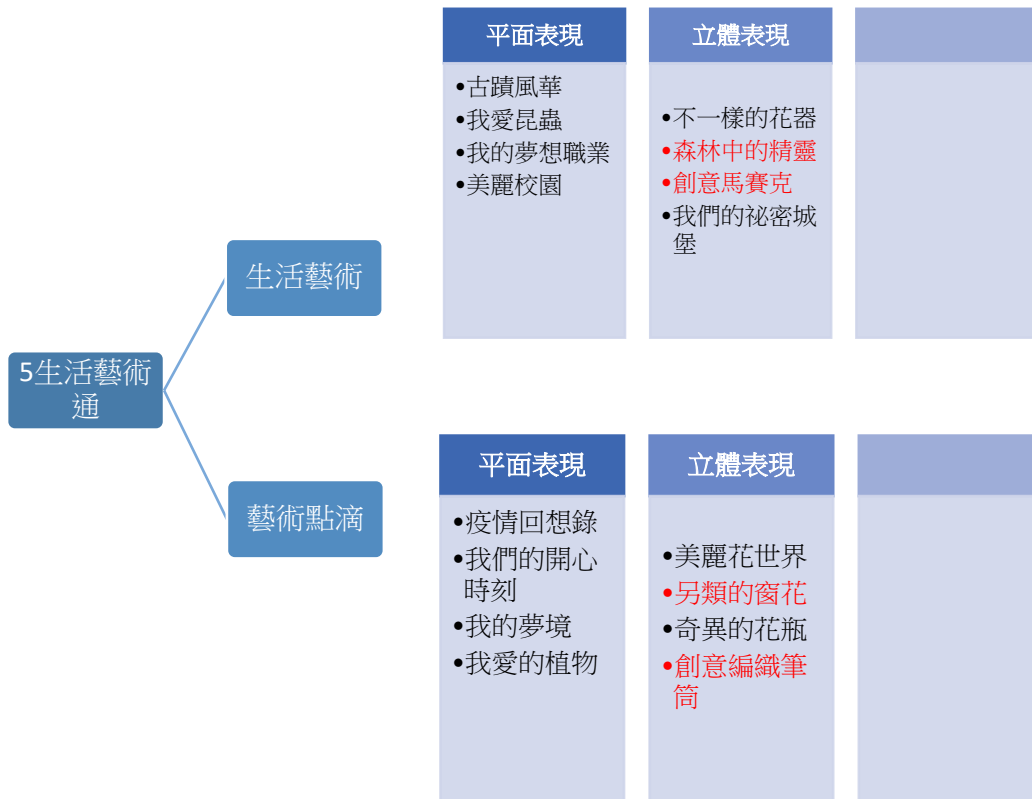 5生活藝術
通
生活藝術
平面表現
•古蹟風華
•我愛昆蟲
•我的夢想職業
•美麗校園
立體表現
•不一樣的花器
•森林中的精靈
•創意馬賽克
•我們的祕密城
堡
藝術點滴
平面表現
•疫情回想錄
•我們的開心
時刻
•我的夢境
•我愛的植物
立體表現
•美麗花世界
•另類的窗花
•奇異的花瓶
•創意編織筆
筒